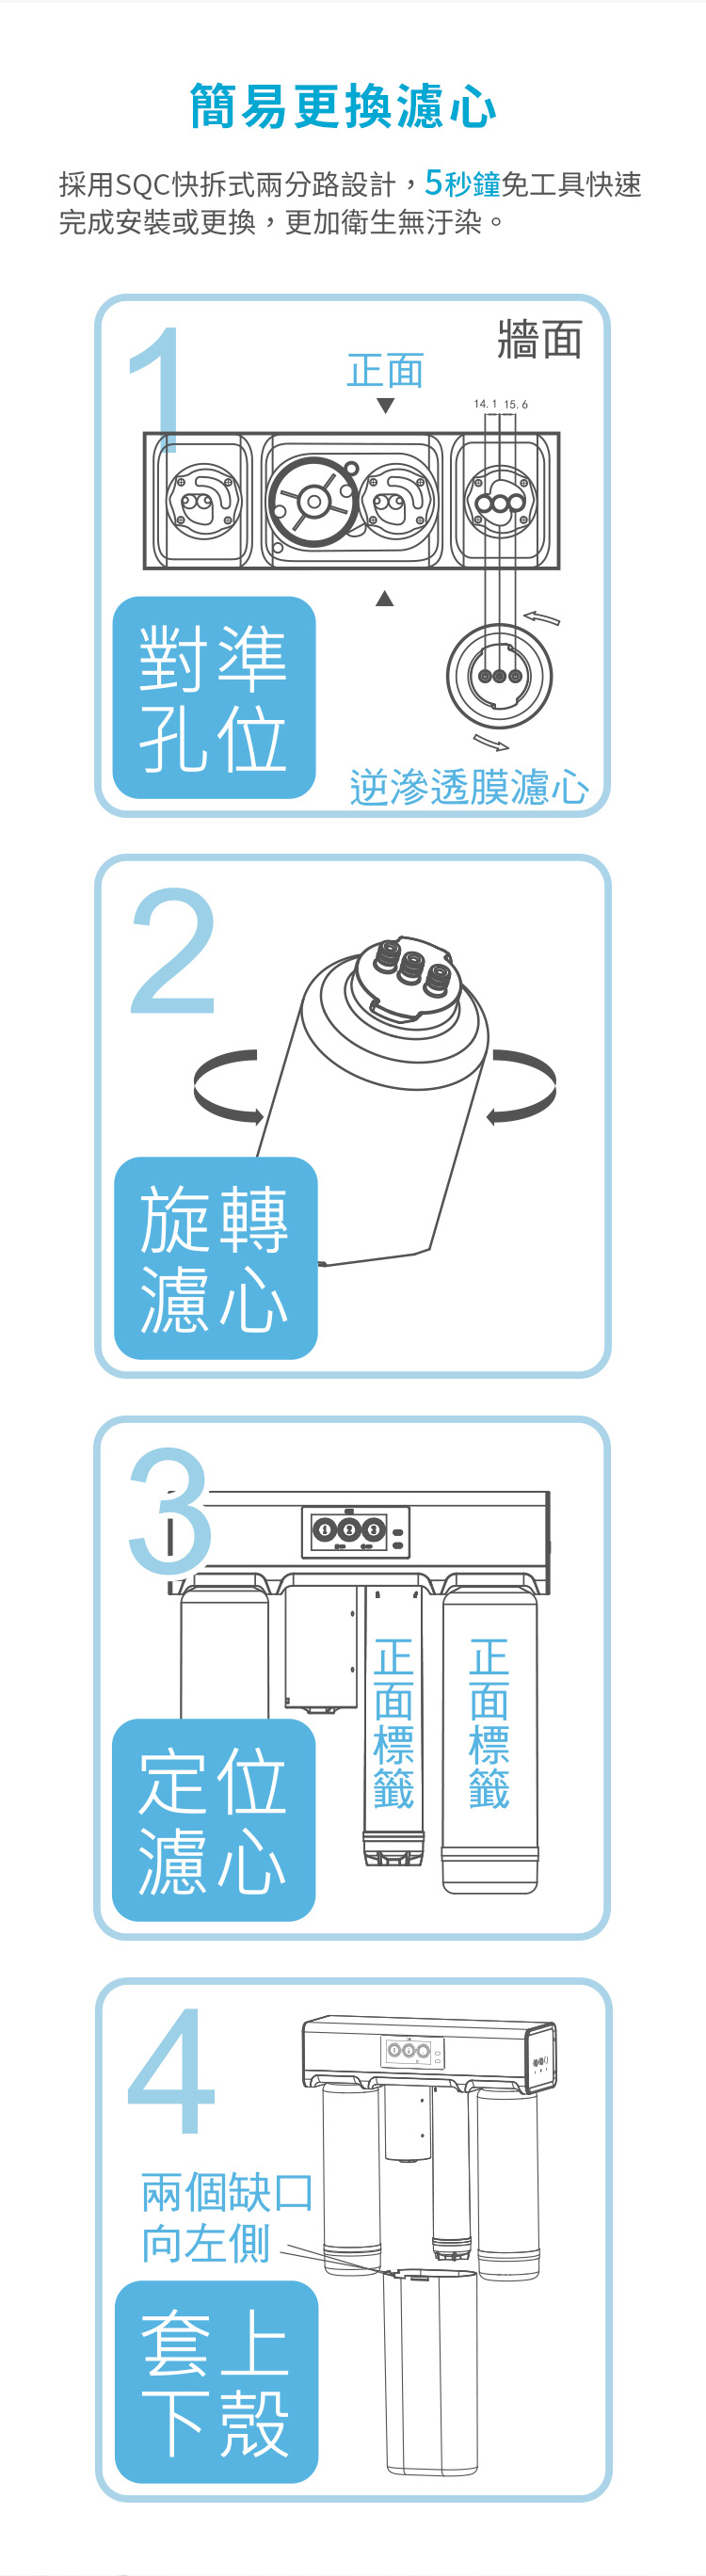 簡易更換濾心
採用SQC快拆式兩分路設計，5秒鐘免工具快速
完成安裝或更換，更加衛生無汙染。
1
牆面
正面
14.1 15.6
對準
孔位
逆滲透膜濾心
2
旋轉
濾心
3
1 2 3
正面標籤
正面標籤
定位
濾心
4
兩個缺口
向左側
套上
下殼